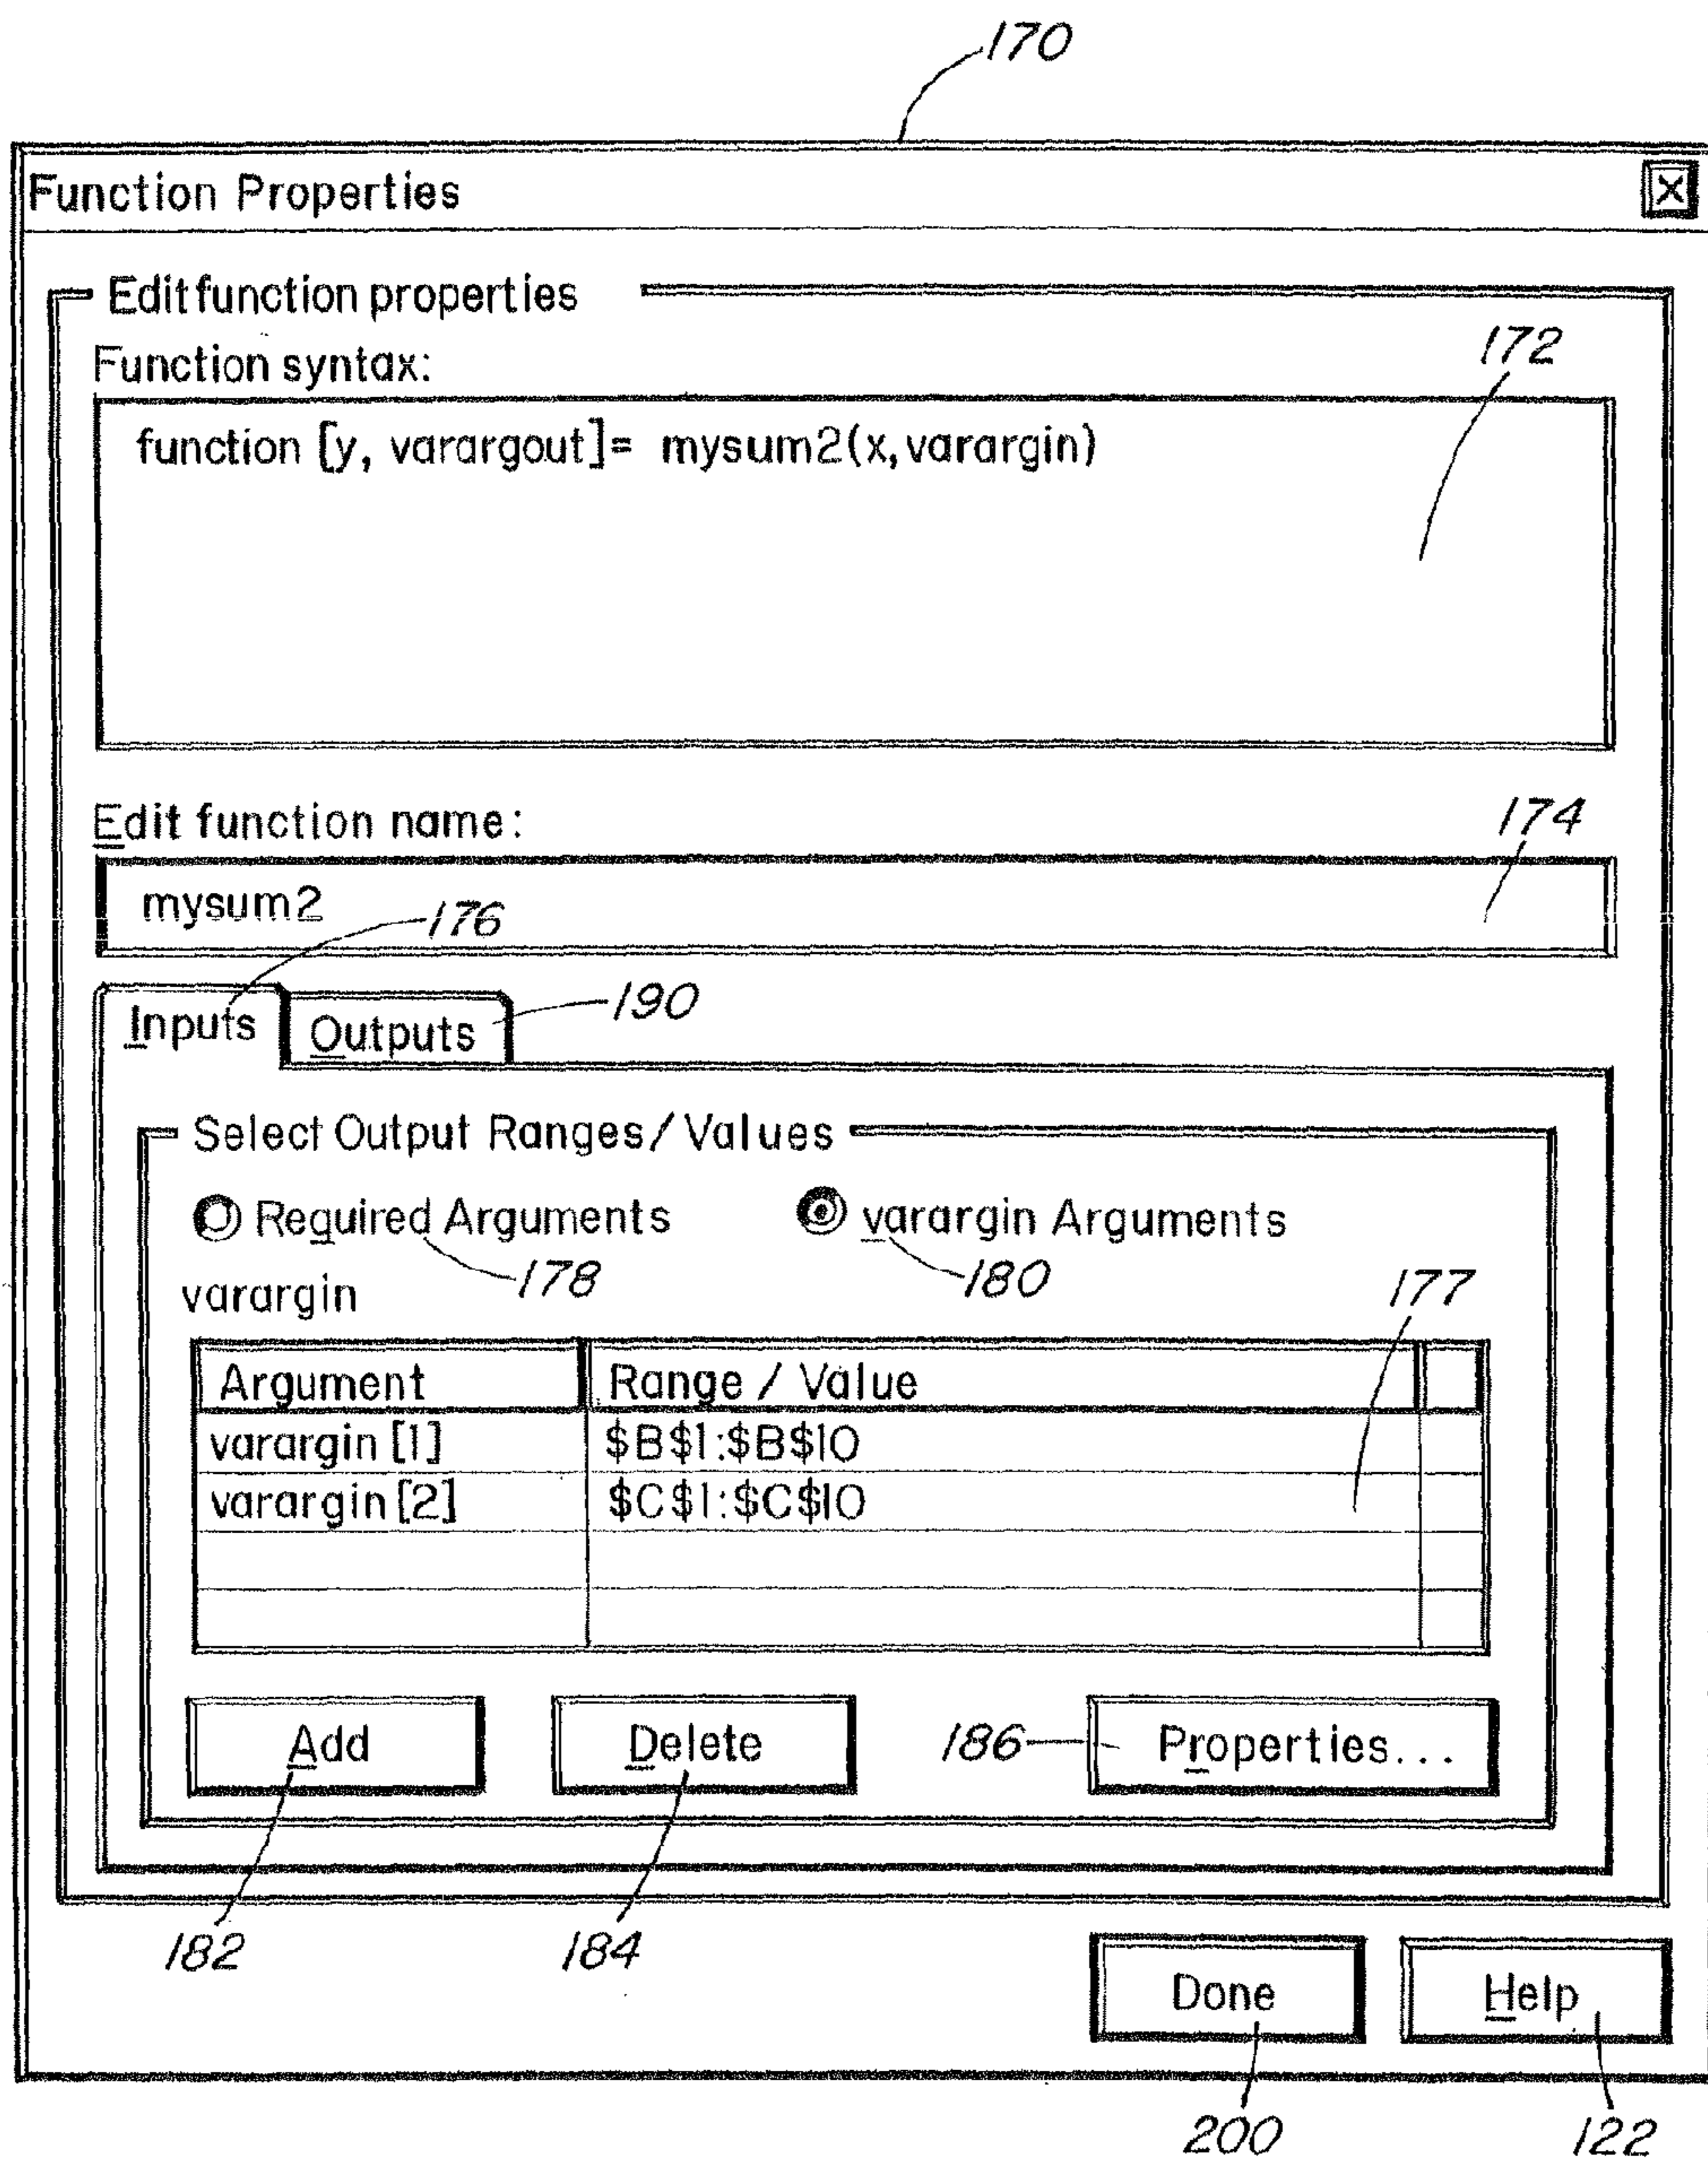 170
Function Properties
Edit function properties
Function syntax:
172
function [y, varargout]= mysum2(x,varargin)
Edit function name:
174
mysum2
176
Inputs
Outputs
190
Select Output Ranges/Values
Required Arguments
varargin Arguments
178
180
varargin
177
Argument Range / Value
varargin [1] $B$1:$B$10
varargin [2] $C$1:$C$10
Add
Delete
186
Properties...
182
184
Done
Help
200
122